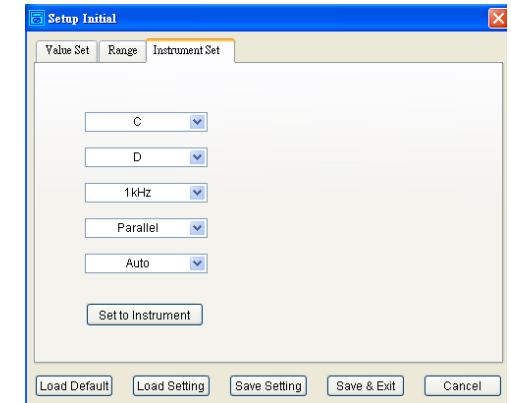 Setup Initial
Value Set Range Instrument Set
C
D
1kHz
Parallel
Auto
Set to Instrument
Load Default Load Setting Save Setting Save & Exit Cancel